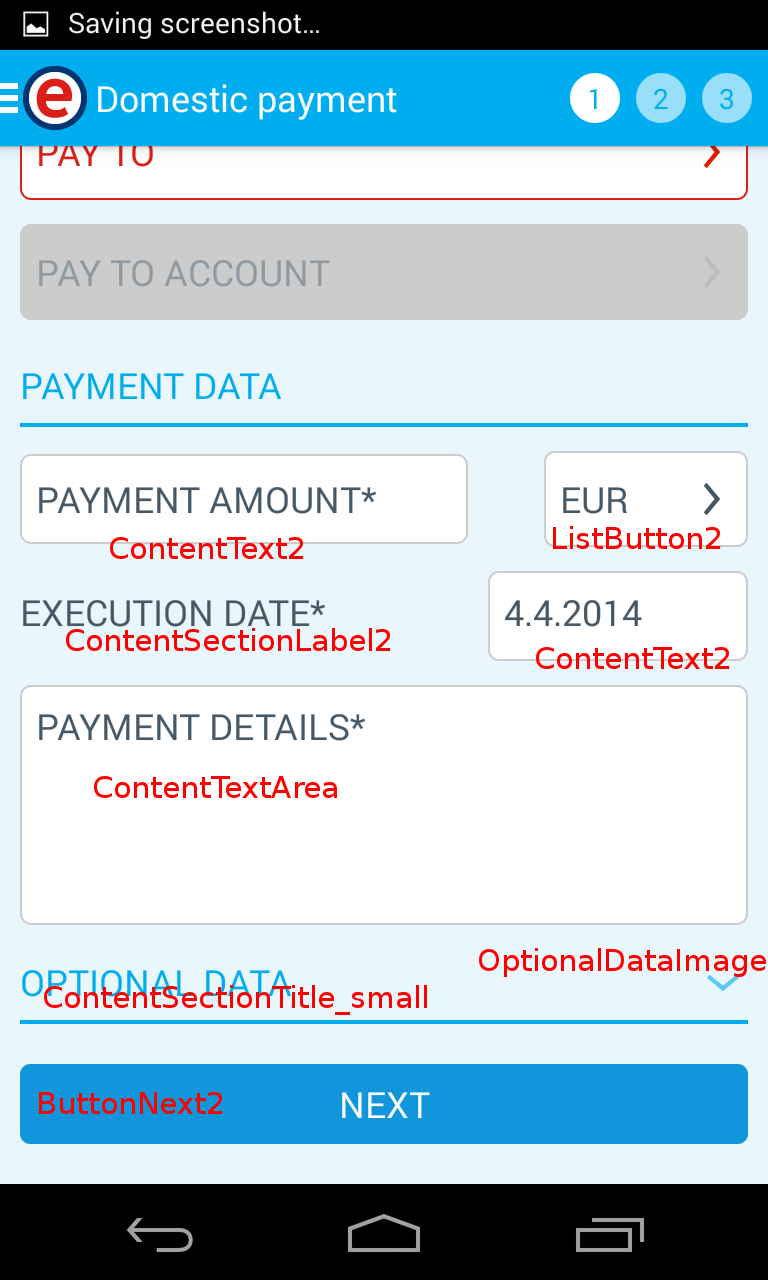 Saving screenshot...
e Domestic payment 1 2 3
PAY TO
PAY TO ACCOUNT
PAYMENT DATA
PAYMENT AMOUNT* EUR
ContentText2 ListButton2
EXECUTION DATE* 4.4.2014
ContentSectionLabel2 ContentText2
PAYMENT DETAILS*
ContentTextArea
OptionalDataImage
OPTIONAL DATA
ContentSectionTitle_small
ButtonNext2 NEXT